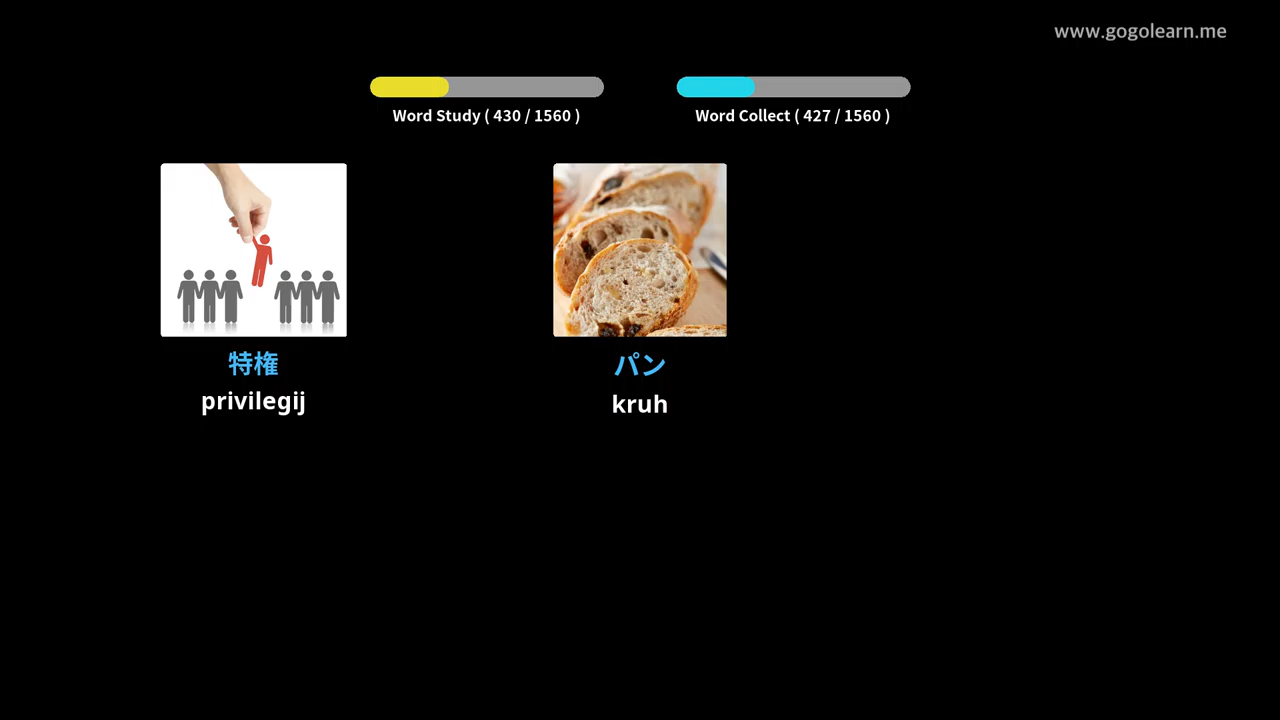 www.gogolearn.me
Word Study ( 430 / 1560 )
Word Collect ( 427 / 1560 )
特権
privilegij
パン
kruh